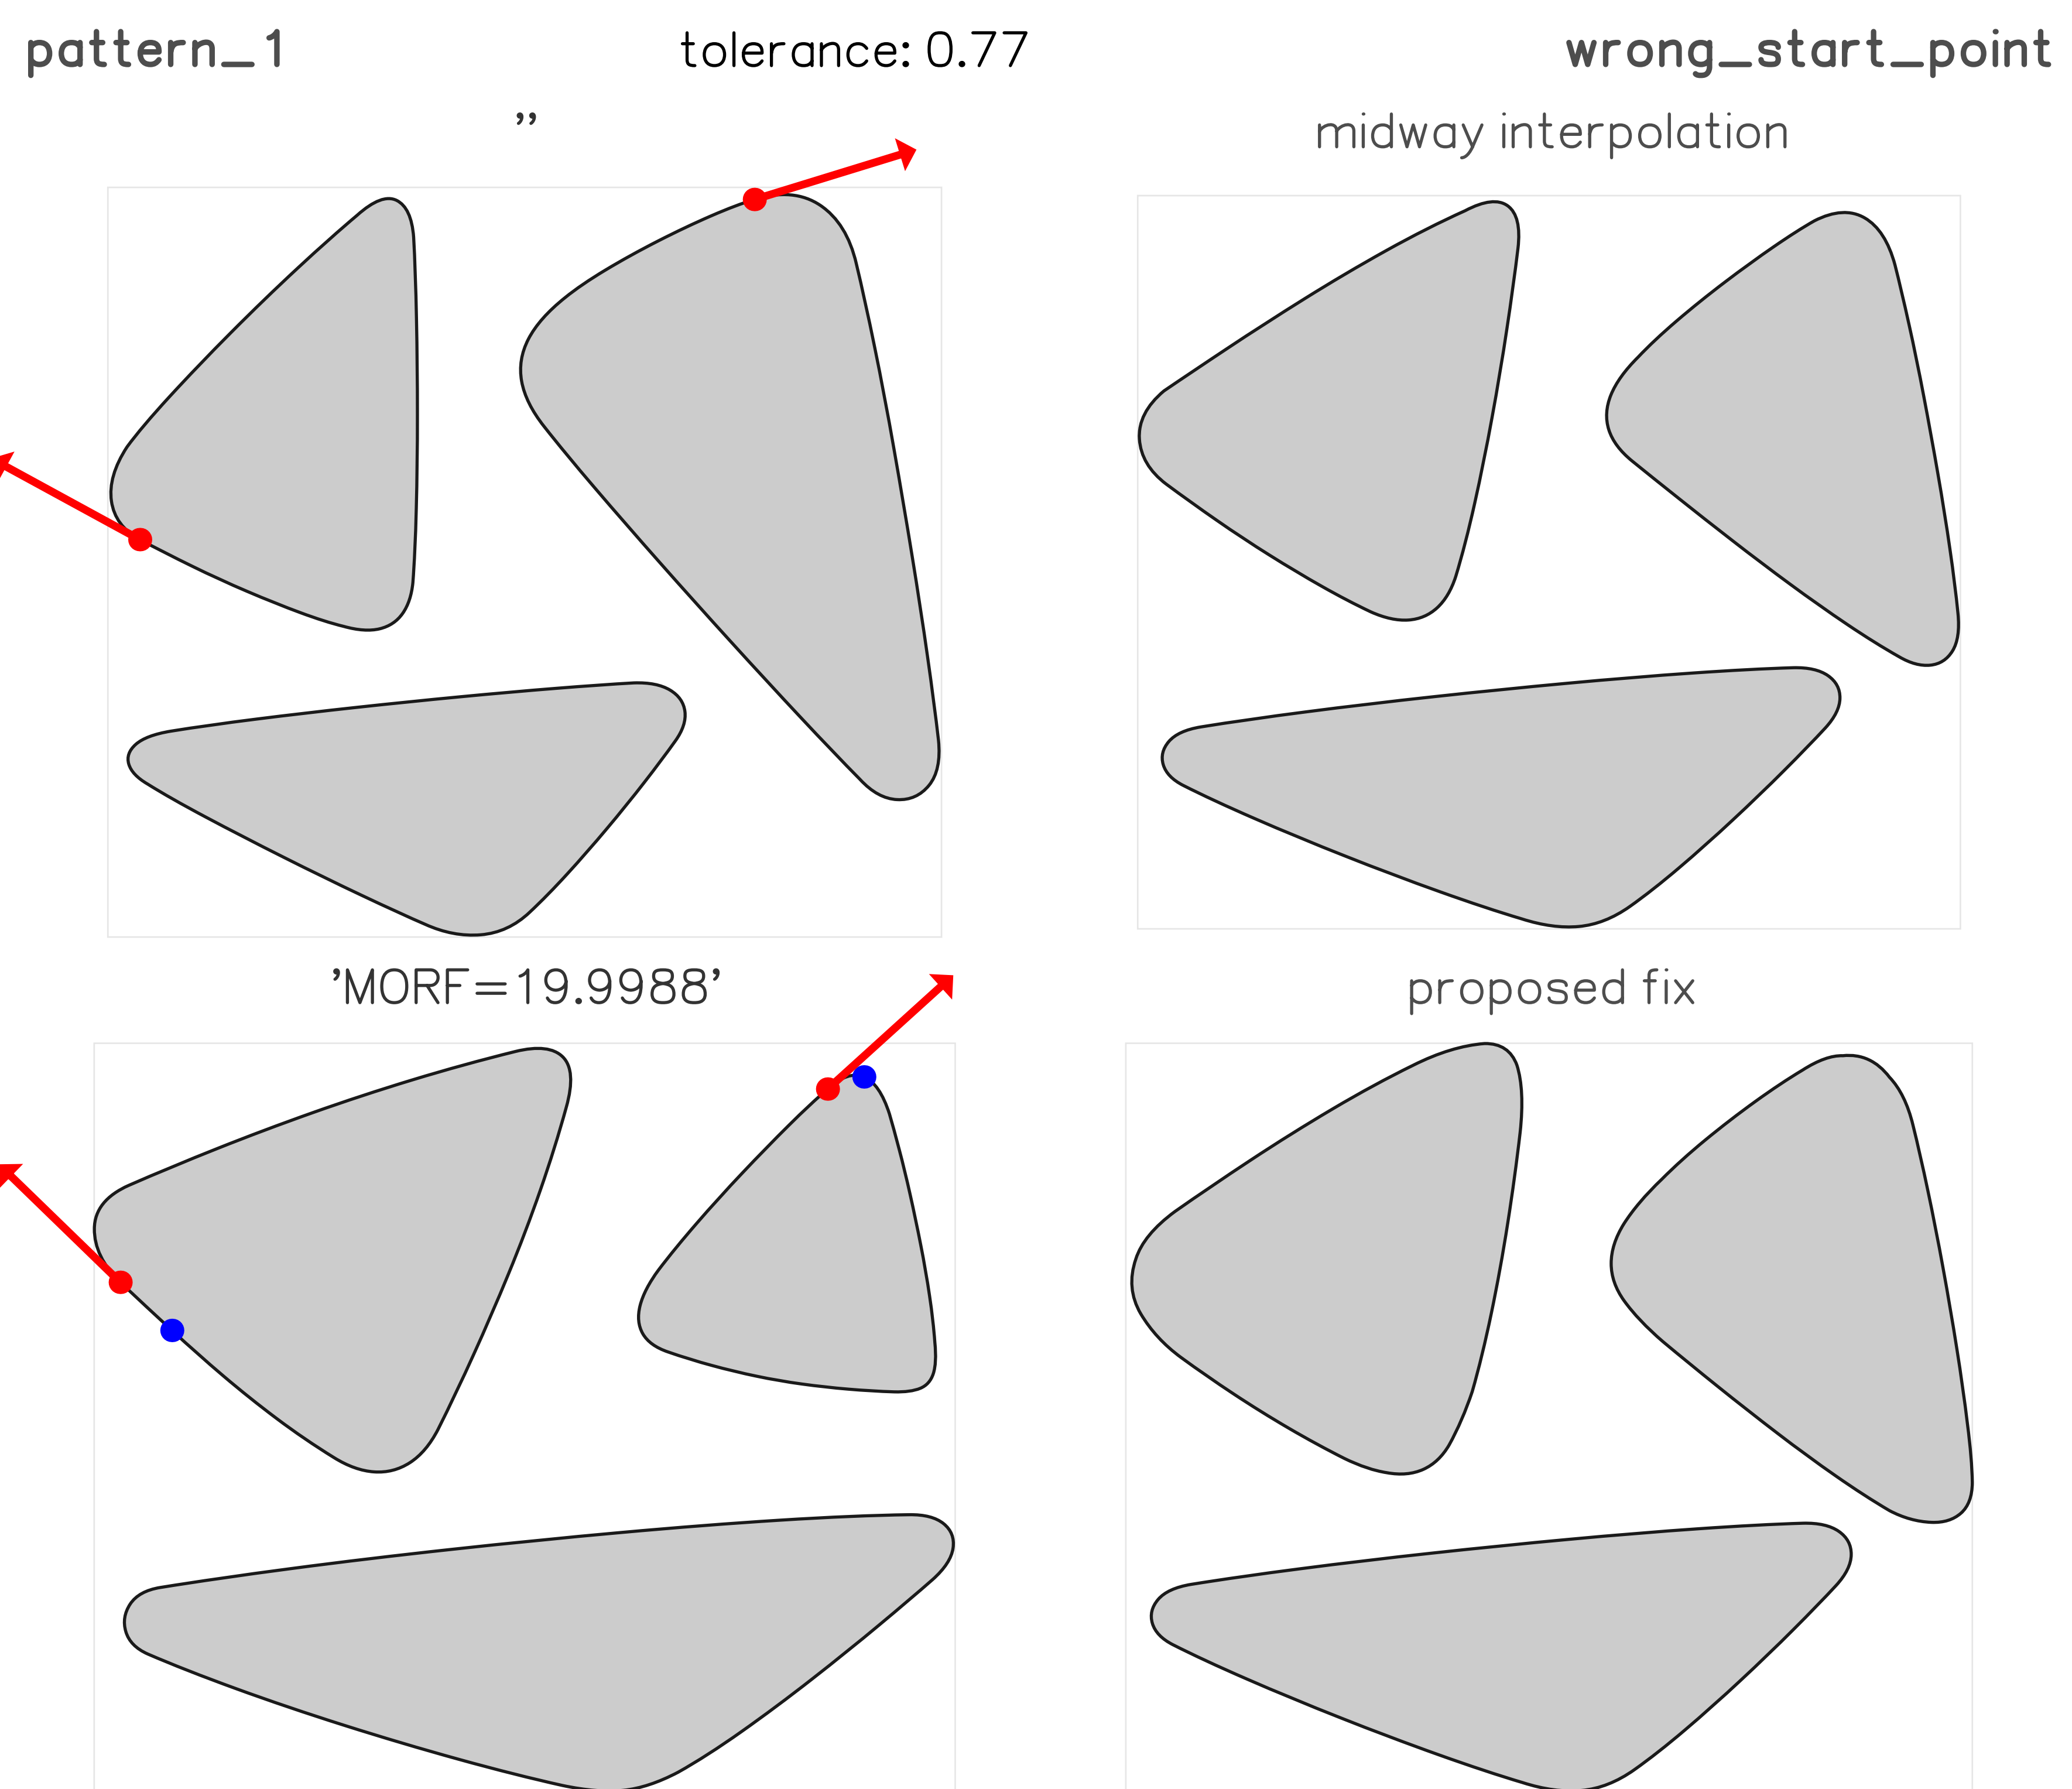 pattern_1 tolerance: 0.77 wrong_start_point
’’ midway interpolation
’MORF=19.9988’ proposed fix